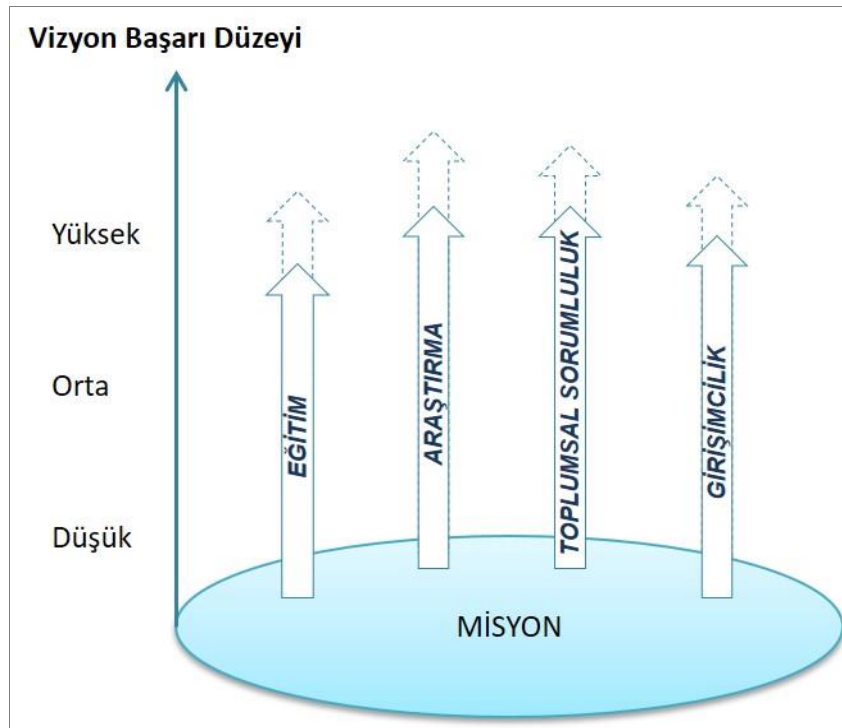 Vizyon Başarı Düzeyi
Yüksek
Orta
Düşük
EĞİTİM
ARAŞTIRMA
TOPLUMSAL SORUMLULUK
GİRİŞİMCİLİK
MİSYON